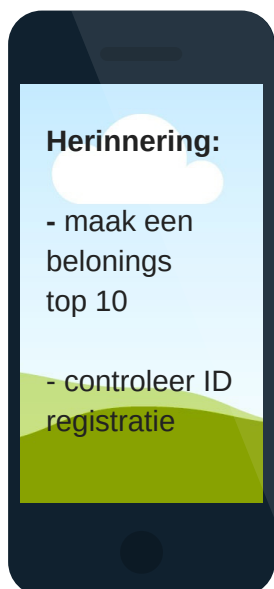 Herinnering:
- maak een
belonings
top 10
- controleer ID
registratie